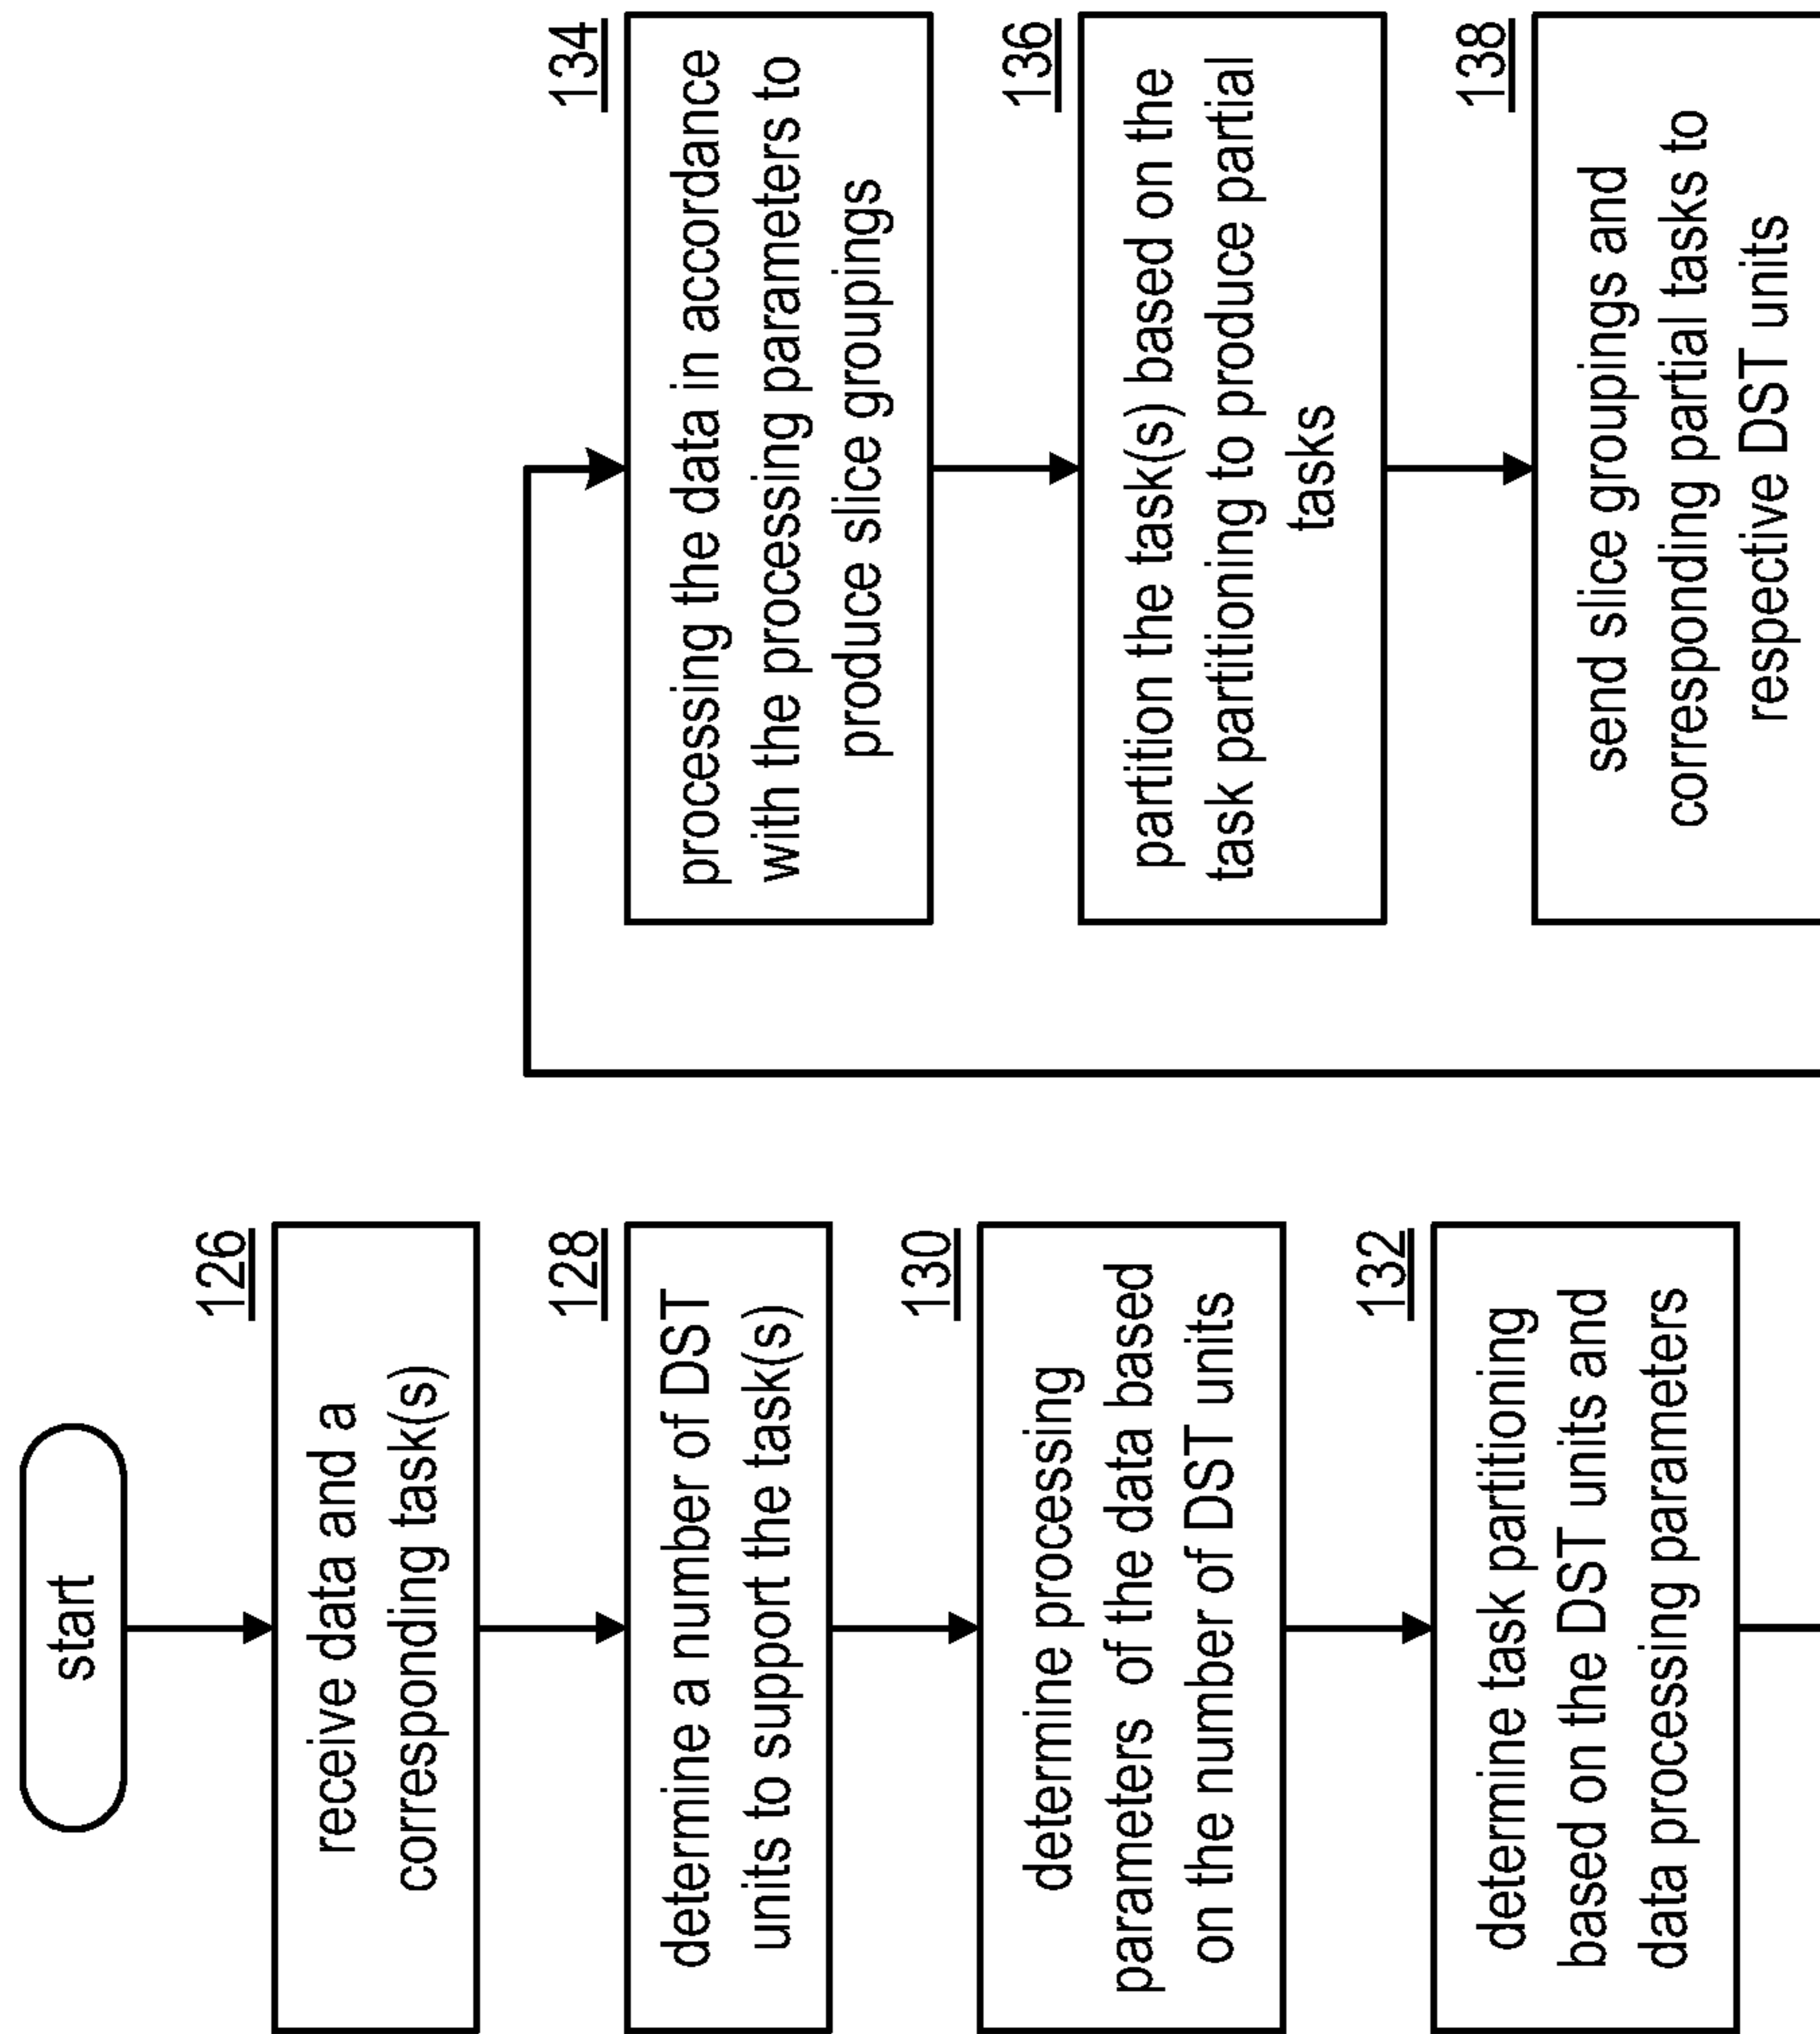 start
126
receive data and a
corresponding task(s)
128
determine a number of DST
units to support the task(s)
130
determine processing
parameters of the data based
on the number of DST units
132
determine task partitioning
based on the DST units and
data processing parameters
134
processing the data in accordance
with the processing parameters to
produce slice groupings
136
partition the task(s) based on the
task partitioning to produce partial
tasks
138
send slice groupings and
corresponding partial tasks to
respective DST units